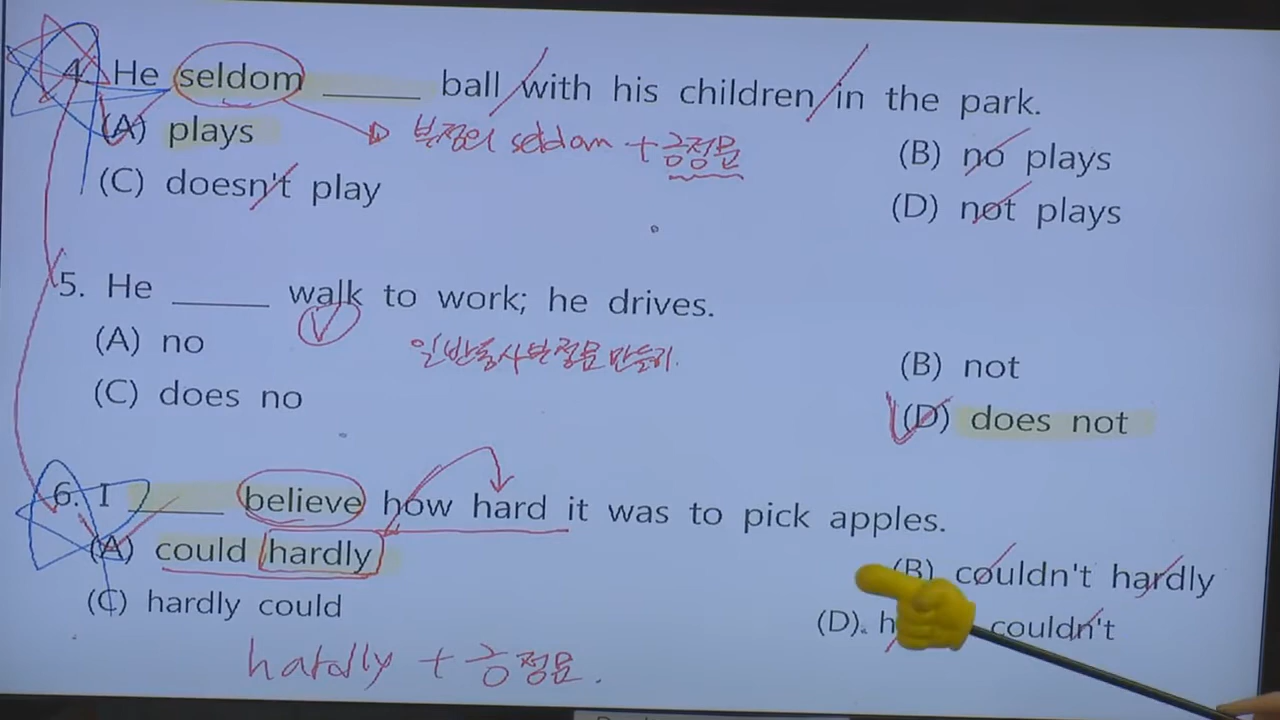 4. He seldom ______ ball with his children in the park.
(A) plays
부정의 seldom + 긍정문
(B) no plays
(C) doesn't play
(D) not plays
5. He ______ walk to work; he drives.
(A) no
일반동사부정문만들기.
(B) not
(C) does no
(D) does not
6. I ______ believe how hard it was to pick apples.
(A) could hardly
(B) couldn't hardly
(C) hardly could
(D). couldn't
hardly + 긍정문.